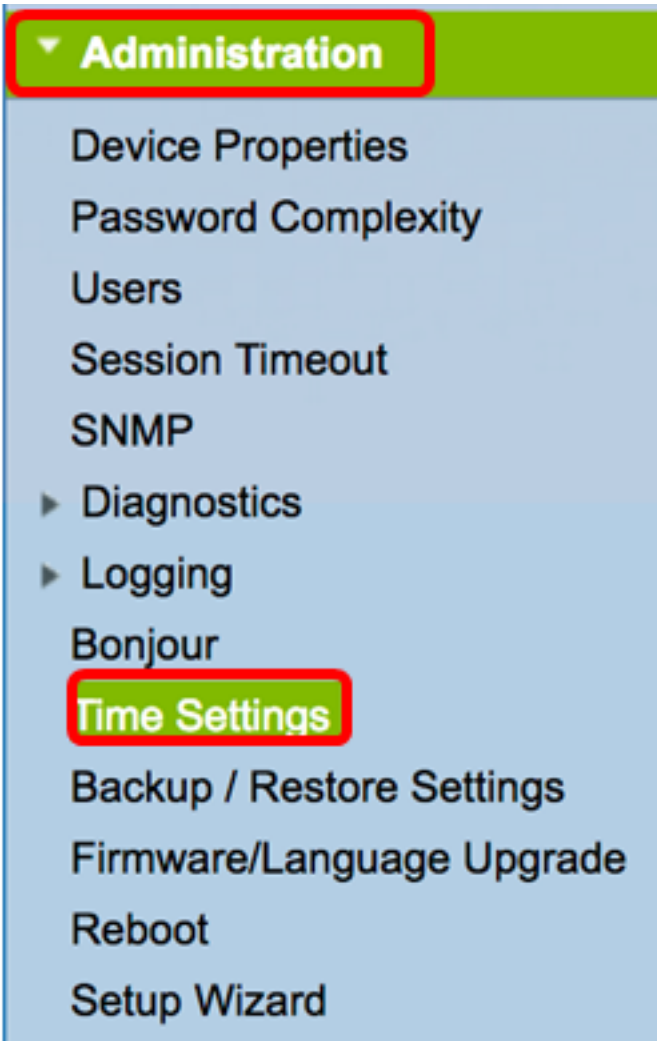 Administration
Device Properties
Password Complexity
Users
Session Timeout
SNMP
Diagnostics
Logging
Bonjour
Time Settings
Backup / Restore Settings
Firmware/Language Upgrade
Reboot
Setup Wizard